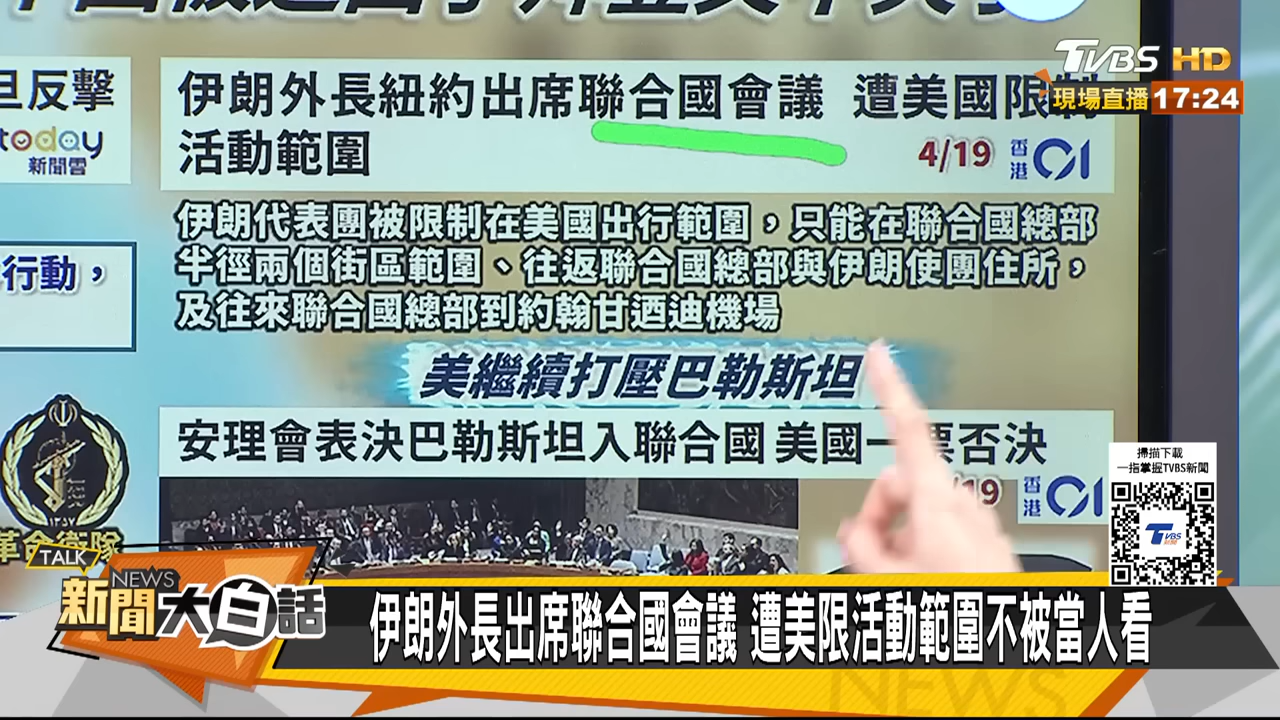 TVBS HD
現場直播 17:24
旦反擊
today
新聞雲
伊朗外長紐約出席聯合國會議 遭美國限制
活動範圍
4/19 香港01
伊朗代表團被限制在美國出行範圍，只能在聯合國總部
半徑兩個街區範圍、往返聯合國總部與伊朗使團住所，
及往來聯合國總部到約翰甘迺迪機場
行動，
美繼續打壓巴勒斯坦
安理會表決巴勒斯坦入聯合國 美國一票否決
19 香港01
革命衛隊
掃描下載
一指掌握TVBS新聞
TVBS
新聞
TALK
NEWS
新聞大白話
伊朗外長出席聯合國會議 遭美限活動範圍不被當人看
NEWS